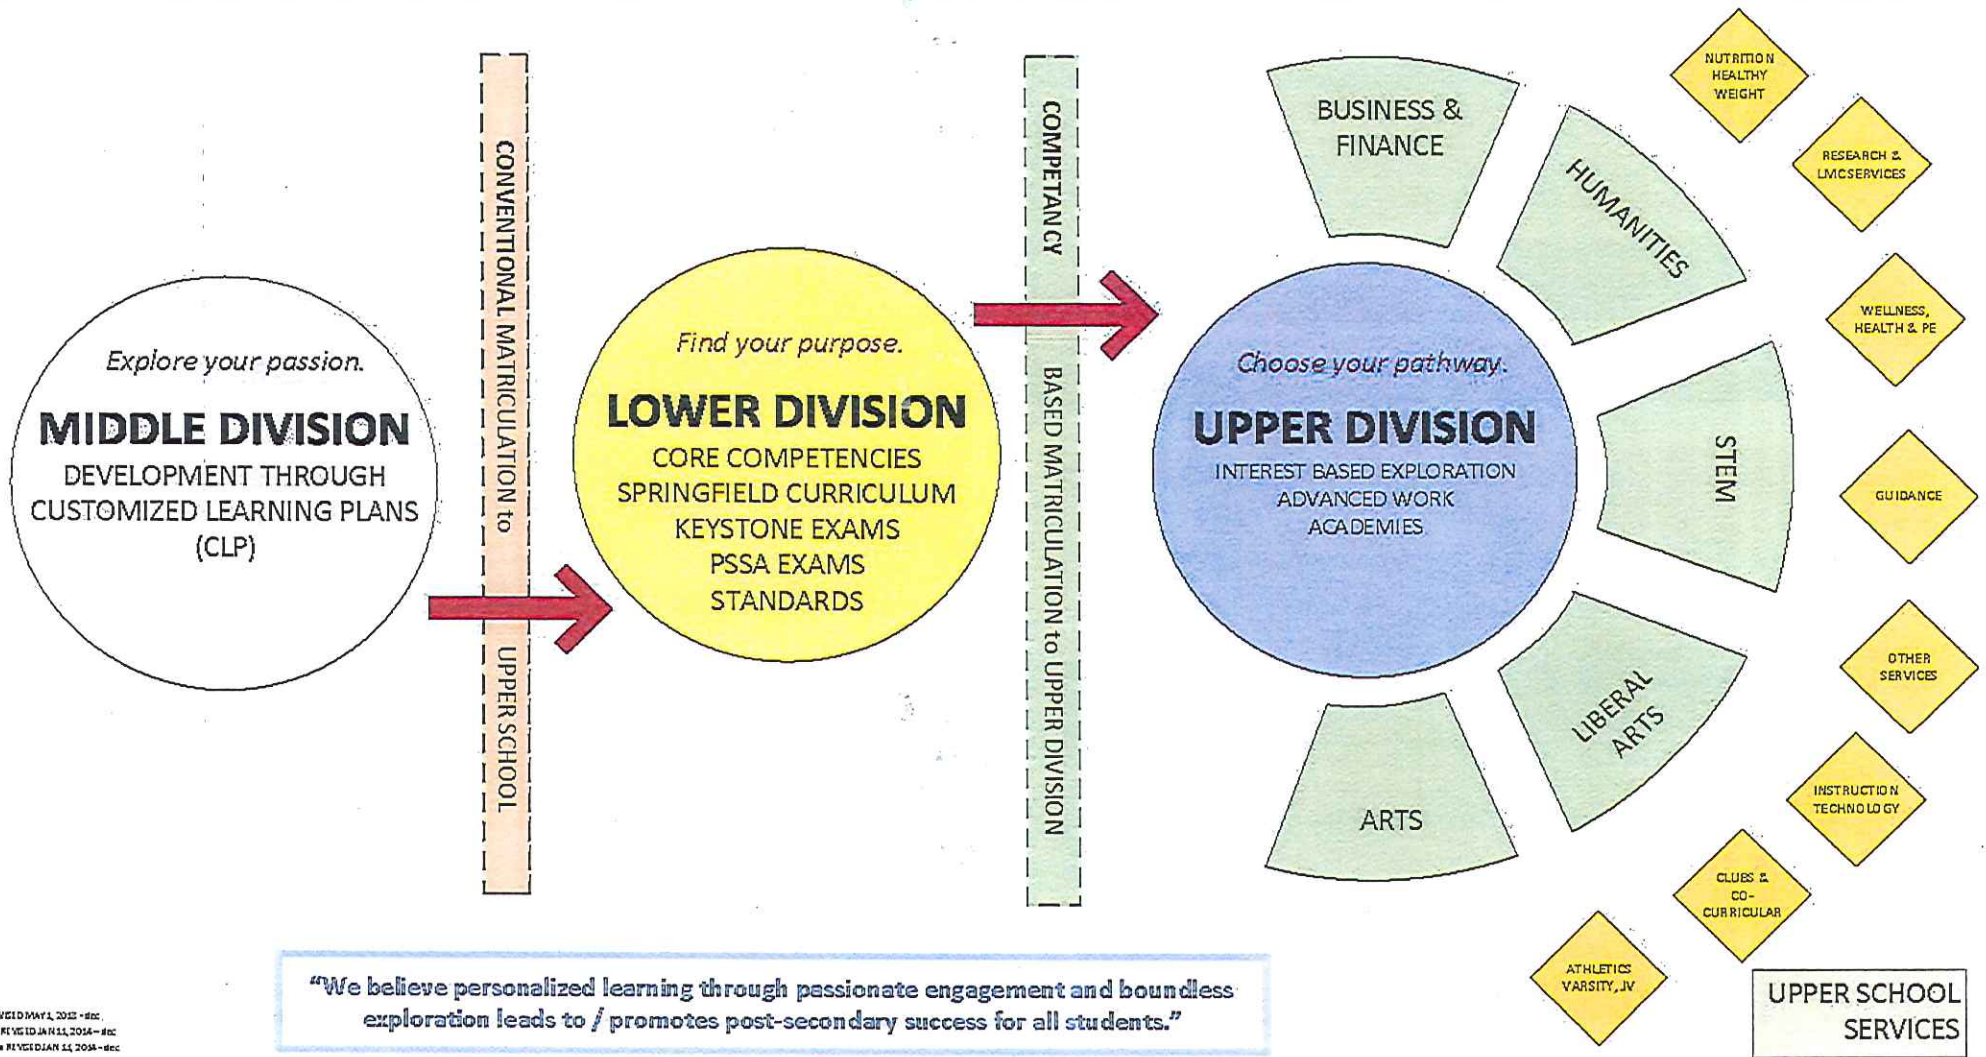 Explore your passion.
MIDDLE DIVISION
DEVELOPMENT THROUGH
CUSTOMIZED LEARNING PLANS
(CLP)
CONVENTIONAL MATRICULATION to
UPPER SCHOOL
Find your purpose.
LOWER DIVISION
CORE COMPETENCIES
SPRINGFIELD CURRICULUM
KEYSTONE EXAMS
PSSA EXAMS
STANDARDS
COMPETANCY
BASED MATRICULATION to UPPER DIVISION
Choose your pathway.
UPPER DIVISION
INTEREST BASED EXPLORATION
ADVANCED WORK
ACADEMIES
BUSINESS &
FINANCE
HUMANITIES
STEM
LIBERAL
ARTS
ARTS
NUTRITION
HEALTHY
WEIGHT
RESEARCH &
LMC SERVICES
WELLNESS,
HEALTH & PE
GUIDANCE
OTHER
SERVICES
INSTRUCTION
TECHNOLOGY
CLUBS &
CO-
CURRICULAR
ATHLETICS
VARSITY, JV
UPPER SCHOOL
SERVICES
“We believe personalized learning through passionate engagement and boundless
exploration leads to / promotes post-secondary success for all students.”